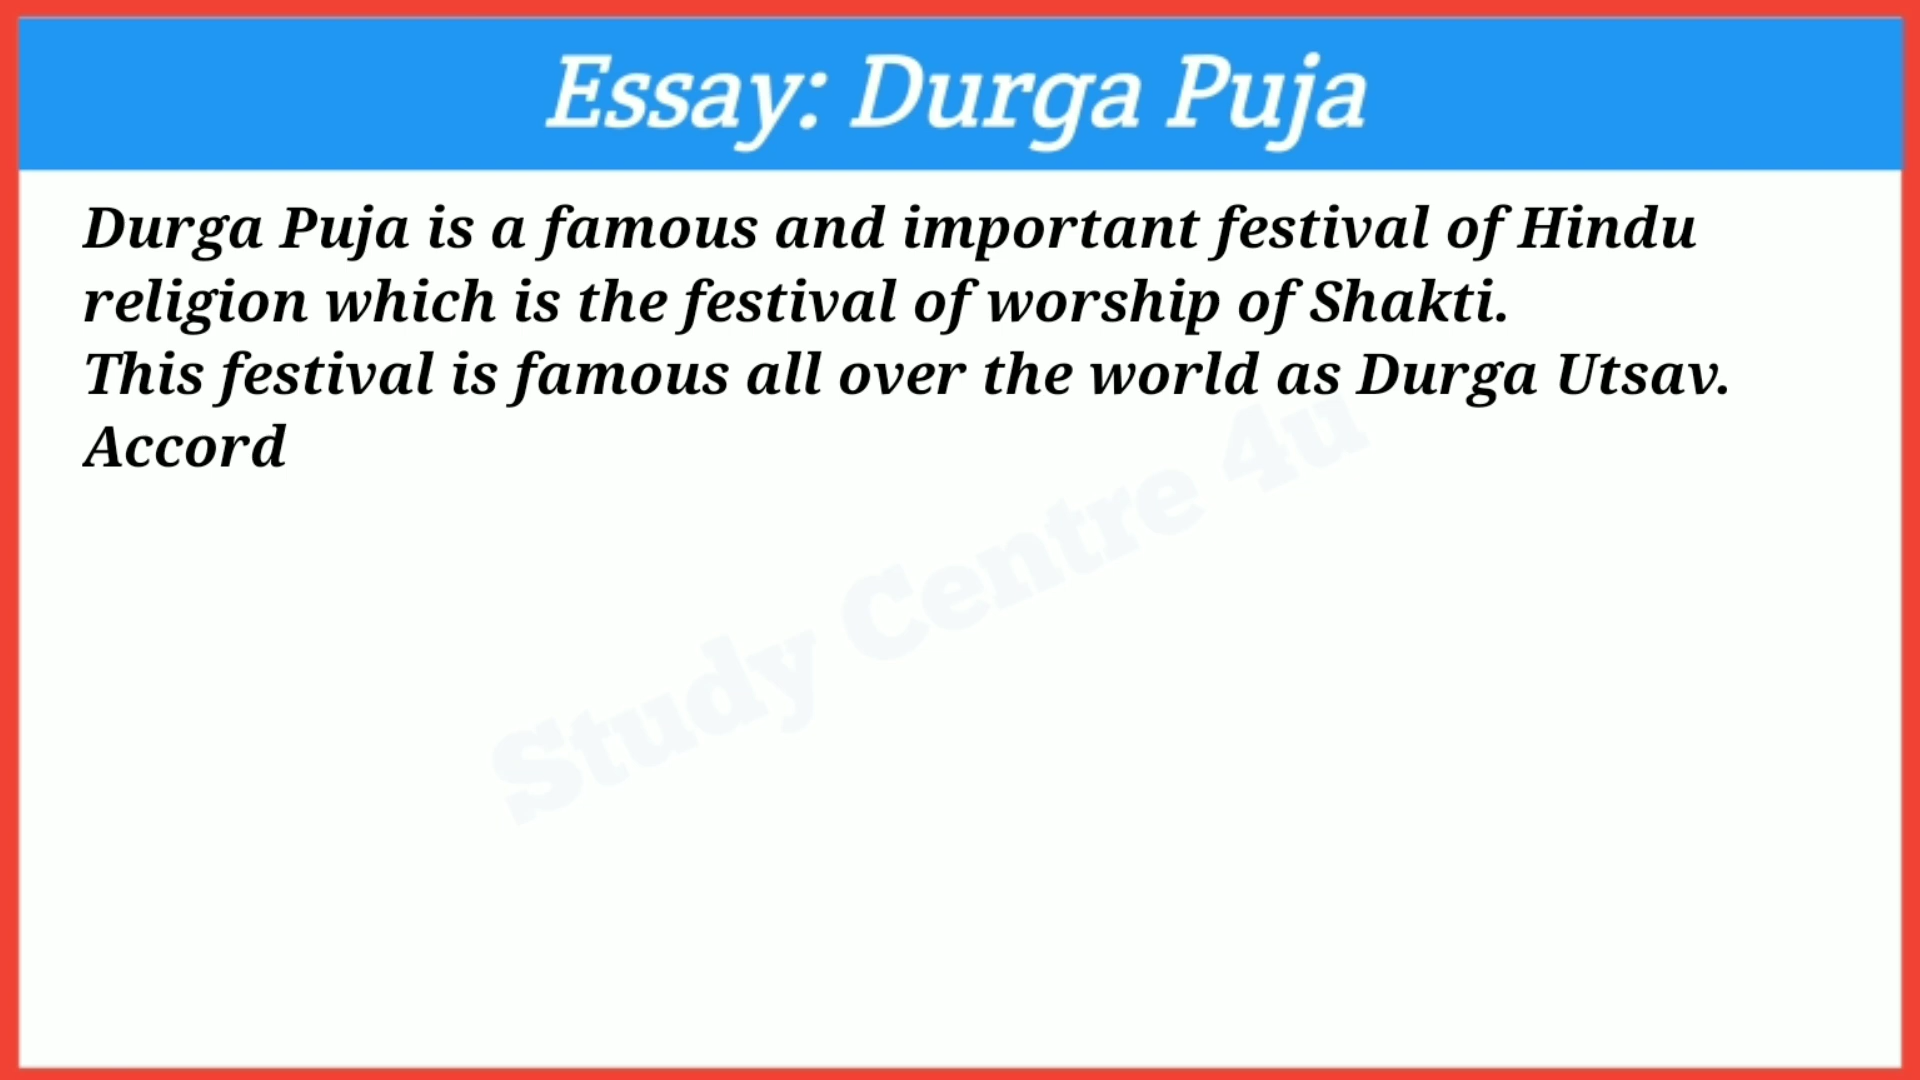 Essay: Durga Puja
Durga Puja is a famous and important festival of Hindu
religion which is the festival of worship of Shakti.
This festival is famous all over the world as Durga Utsav.
Accord
Study Centre 4u